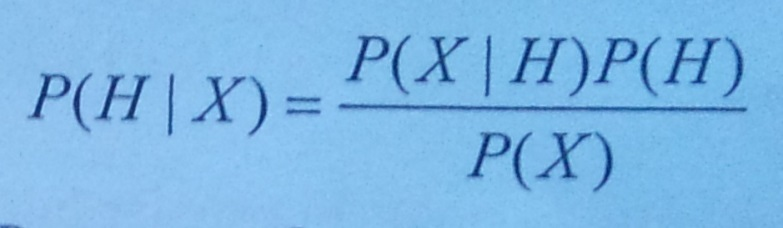 P(H | X) = P(X | H)P(H) / P(X)